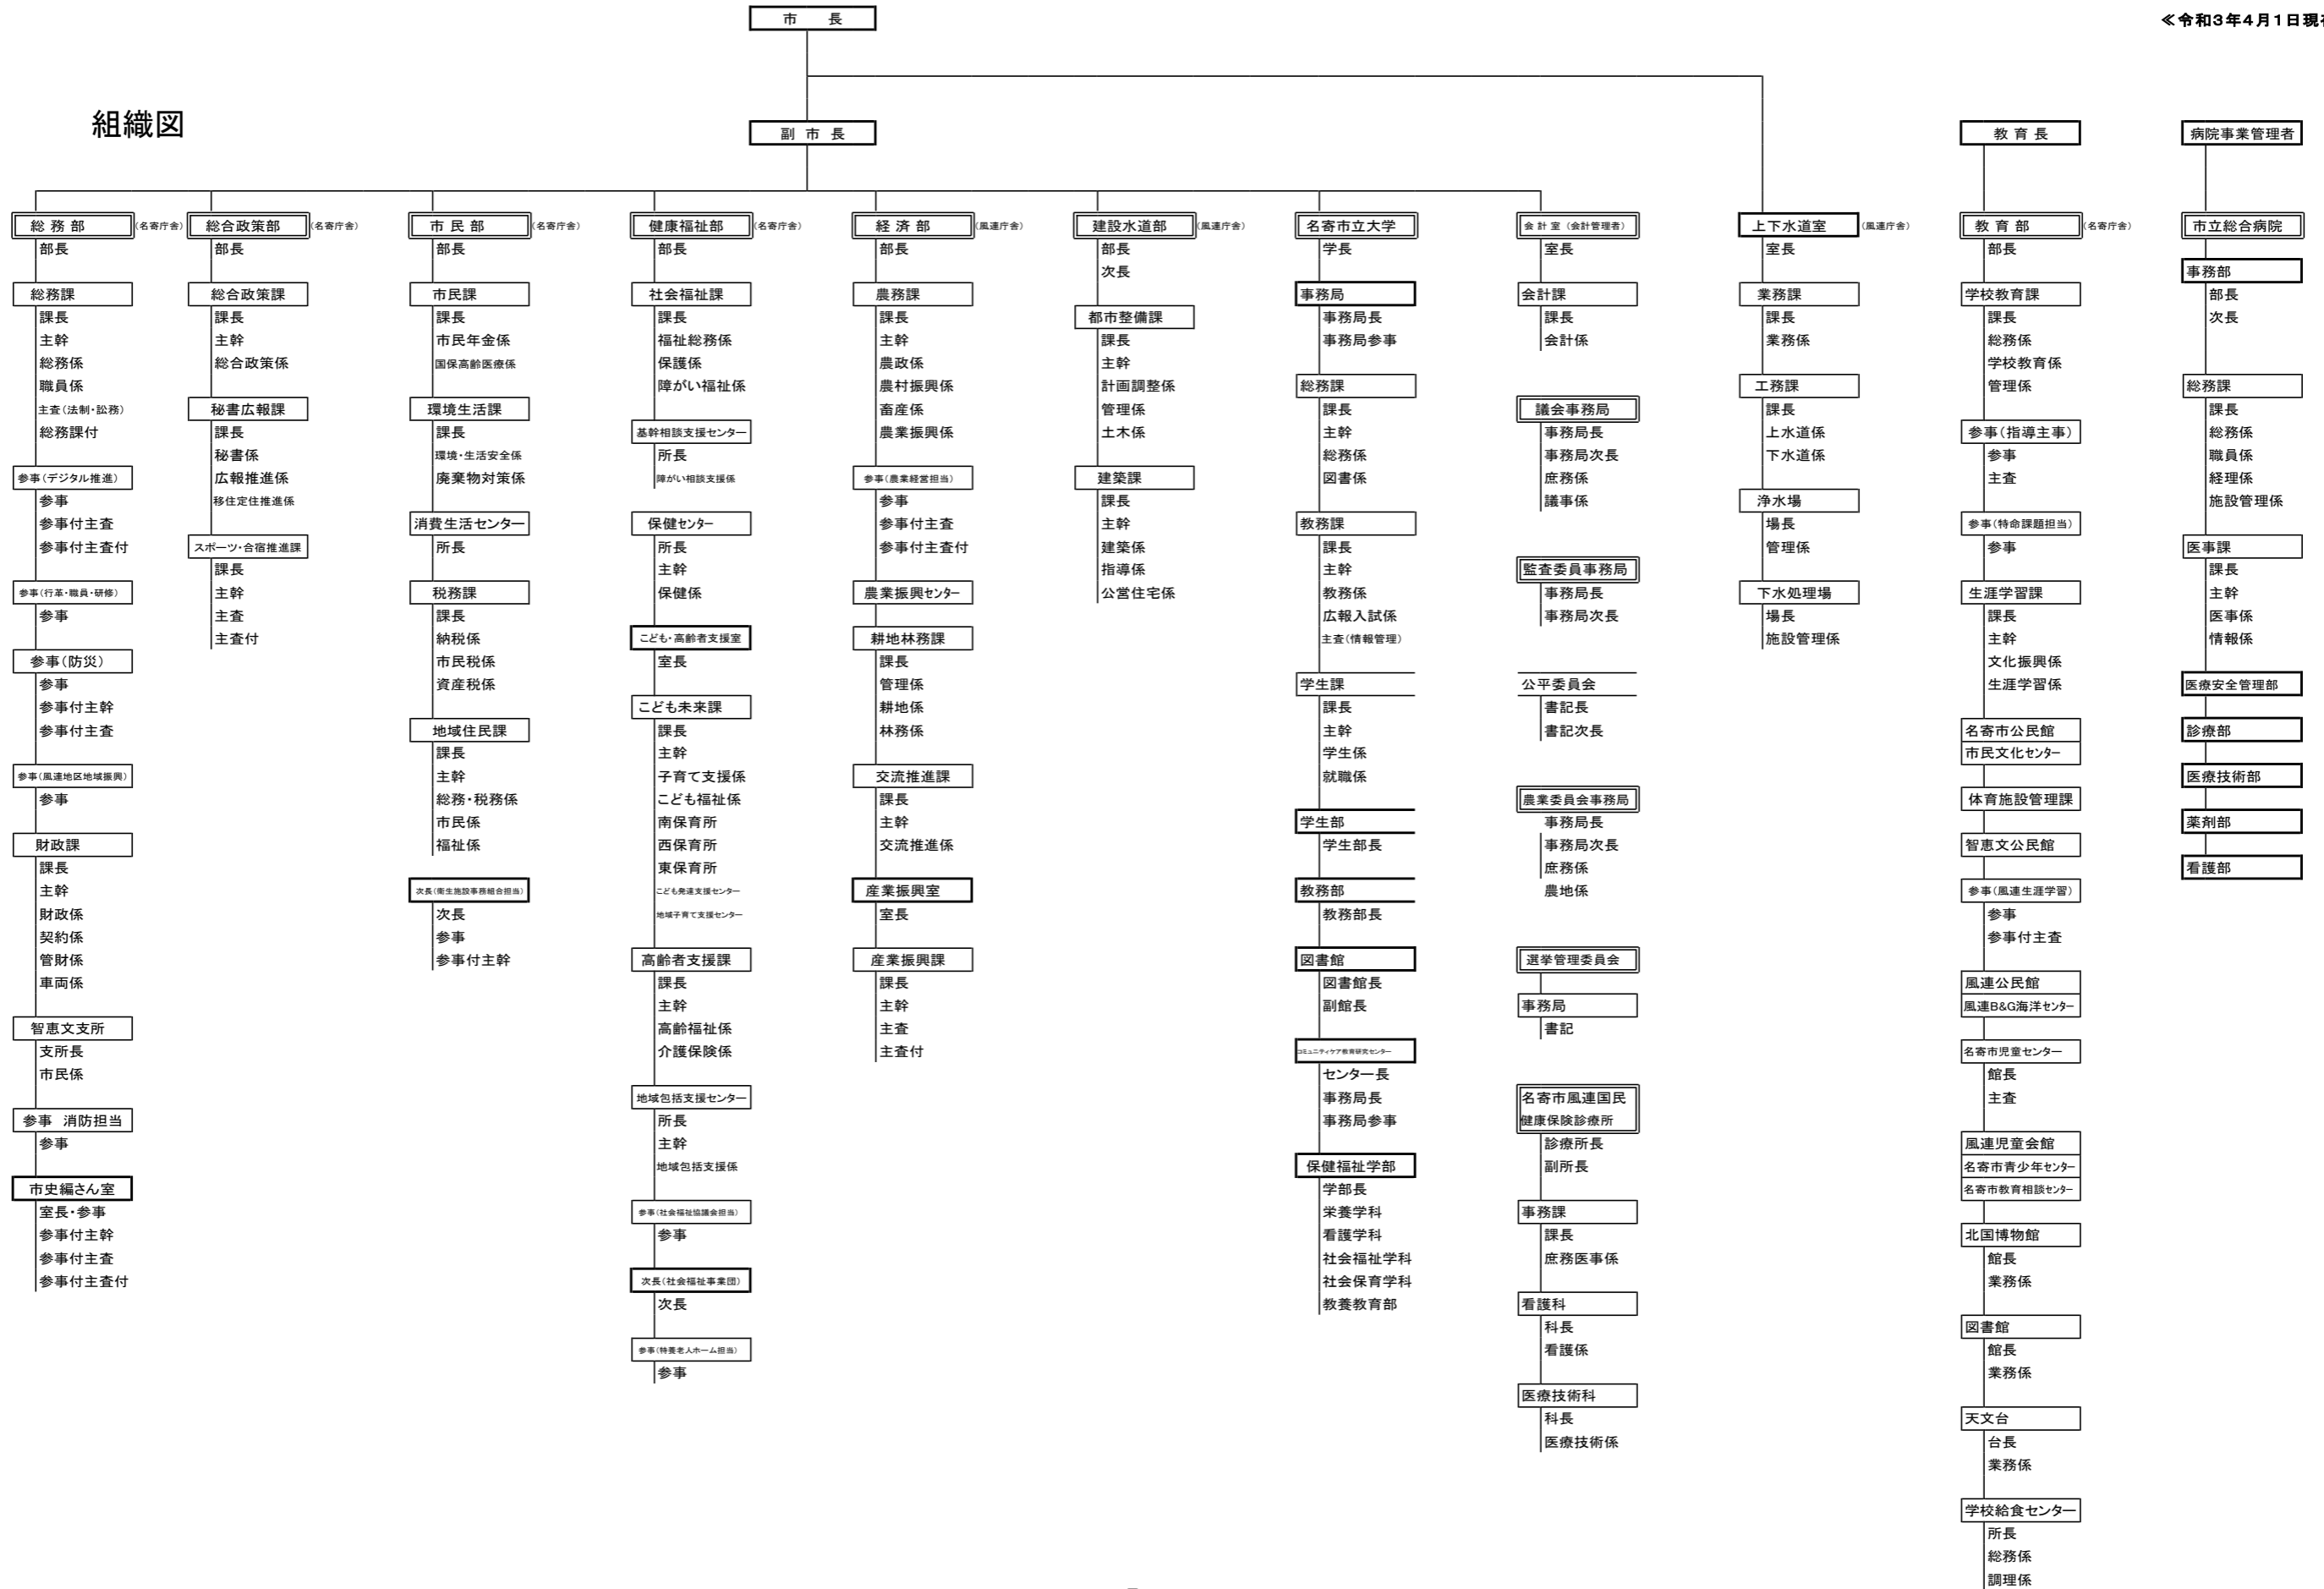 市　長
≪令和3年4月1日現在
組織図
副 市 長
教 育 長
病院事業管理者
総 務 部
(名寄庁舎)
部長
総務課
課長
主幹
総務係
職員係
主査(法制・訟務)
総務課付
参事(デジタル推進)
参事
参事付主査
参事付主査付
参事(行革・職員・研修)
参事
参事(防災)
参事
参事付主幹
参事付主査
参事(風連地区地域振興)
参事
財政課
課長
主幹
財政係
契約係
管財係
車両係
智恵文支所
支所長
市民係
参事　消防担当
参事
市史編さん室
室長・参事
参事付主幹
参事付主査
参事付主査付
総合政策部
(名寄庁舎)
部長
総合政策課
課長
主幹
総合政策係
秘書広報課
課長
秘書係
広報推進係
移住定住推進係
スポーツ・合宿推進課
課長
主幹
主査
主査付
市 民 部
(名寄庁舎)
部長
市民課
課長
市民年金係
国保高齢医療係
環境生活課
課長
環境・生活安全係
廃棄物対策係
消費生活センター
所長
税務課
課長
納税係
市民税係
資産税係
地域住民課
課長
主幹
総務・税務係
市民係
福祉係
次長(衛生施設事務組合担当)
次長
参事
参事付主幹
健康福祉部
(名寄庁舎)
部長
社会福祉課
課長
福祉総務係
保護係
障がい福祉係
基幹相談支援センター
所長
障がい相談支援係
保健センター
所長
主幹
保健係
こども・高齢者支援室
室長
こども未来課
課長
主幹
子育て支援係
こども福祉係
南保育所
西保育所
東保育所
こども発達支援センター
地域子育て支援センター
高齢者支援課
課長
主幹
高齢福祉係
介護保険係
地域包括支援センター
所長
主幹
地域包括支援係
参事(社会福祉協議会担当)
参事
次長(社会福祉事業団)
次長
参事(特養老人ホーム担当)
参事
経 済 部
(風連庁舎)
部長
農務課
課長
主幹
農政係
農村振興係
畜産係
農業振興係
参事(農業経営担当)
参事
参事付主査
参事付主査付
農業振興センター
耕地林務課
課長
管理係
耕地係
林務係
交流推進課
課長
主幹
交流推進係
産業振興室
室長
産業振興課
課長
主幹
主査
主査付
建設水道部
(風連庁舎)
部長
次長
都市整備課
課長
主幹
計画調整係
管理係
土木係
建築課
課長
主幹
建築係
指導係
公営住宅係
名寄市立大学
学長
事務局
事務局長
事務局参事
総務課
課長
主幹
総務係
図書係
教務課
課長
主幹
教務係
広報入試係
主査(情報管理)
学生課
課長
主幹
学生係
就職係
学生部
学生部長
教務部
教務部長
図書館
図書館長
副館長
コミュニティケア教育研究センター
センター長
事務局長
事務局参事
保健福祉学部
学部長
栄養学科
看護学科
社会福祉学科
社会保育学科
教養教育部
会 計 室 (会計管理者)
室長
会計課
課長
会計係
議会事務局
事務局長
事務局次長
庶務係
議事係
監査委員事務局
事務局長
事務局次長
公平委員会
書記長
書記次長
農業委員会事務局
事務局長
事務局次長
庶務係
農地係
選挙管理委員会
事務局
書記
名寄市風連国民
健康保険診療所
診療所長
副所長
事務課
課長
庶務医事係
看護科
科長
看護係
医療技術科
科長
医療技術係
上下水道室
(風連庁舎)
室長
業務課
課長
業務係
工務課
課長
上水道係
下水道係
浄水場
場長
管理係
下水処理場
場長
施設管理係
教 育 部
(名寄庁舎)
部長
学校教育課
課長
総務係
学校教育係
管理係
参事(指導主事)
参事
主査
参事(特命課題担当)
参事
生涯学習課
課長
主幹
文化振興係
生涯学習係
名寄市公民館
市民文化センター
体育施設管理課
智恵文公民館
参事(風連生涯学習)
参事
参事付主査
風連公民館
風連B&G海洋センター
名寄市児童センター
館長
主査
風連児童会館
名寄市青少年センター
名寄市教育相談センター
北国博物館
館長
業務係
図書館
館長
業務係
天文台
台長
業務係
学校給食センター
所長
総務係
調理係
市立総合病院
事務部
部長
次長
総務課
課長
総務係
職員係
経理係
施設管理係
医事課
課長
主幹
医事係
情報係
医療安全管理部
診療部
医療技術部
薬剤部
看護部